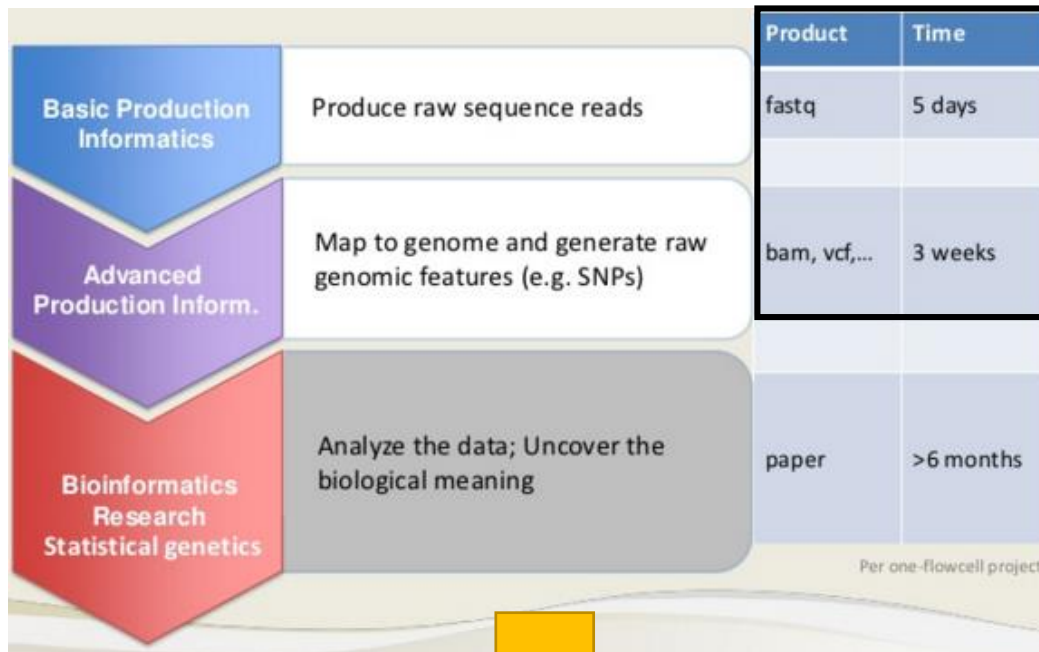 Product Time
Basic Production
Informatics
Produce raw sequence reads
fastq 5 days
Advanced
Production Inform.
Map to genome and generate raw
genomic features (e.g. SNPs)
bam, vcf,... 3 weeks
Bioinformatics
Research
Statistical genetics
Analyze the data; Uncover the
biological meaning
paper >6 months
Per one-flowcell project